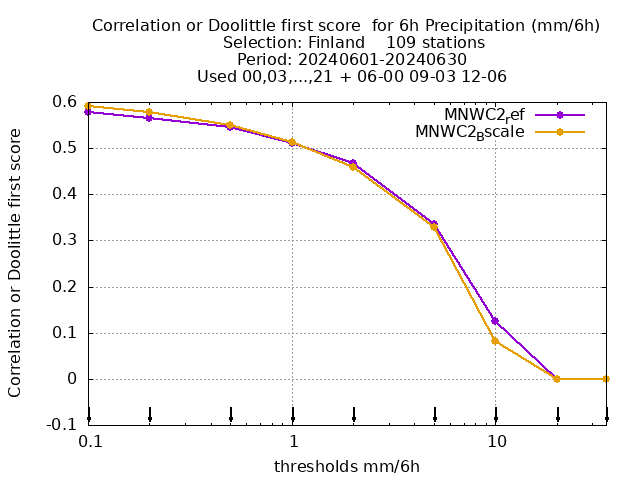 Correlation or Doolittle first score  for 6h Precipitation (mm/6h)
Selection: Finland    109 stations
Period: 20240601-20240630
Used 00,03,...,21 + 06-00 09-03 12-06
MNWC2ref
MNWC2Bscale
0.6
0.5
0.4
0.3
0.2
0.1
0
-0.1
Correlation or Doolittle first score
0.1 1 10
thresholds mm/6h